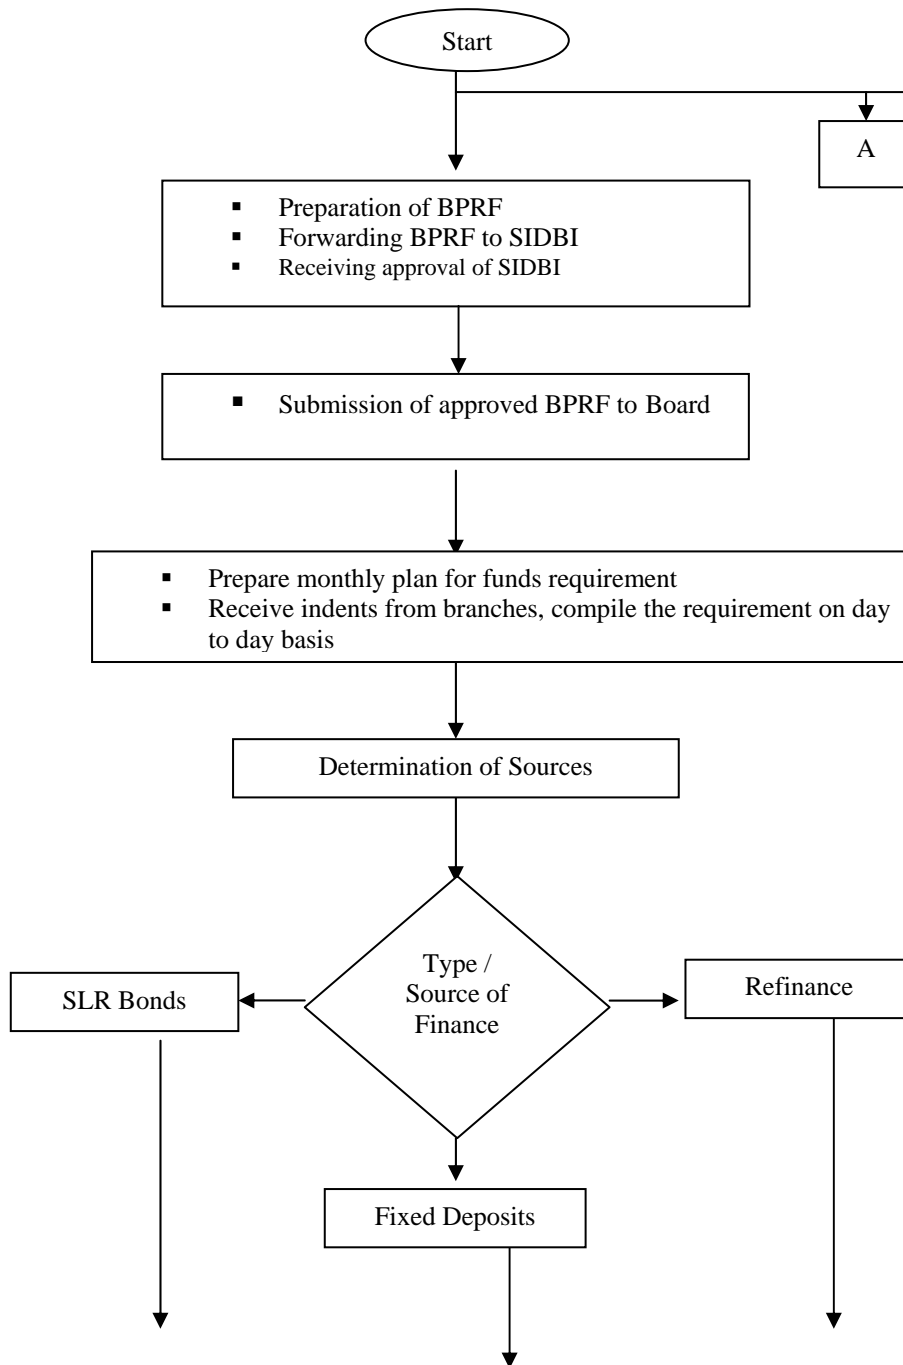 Start
A
▪ Preparation of BPRF
▪ Forwarding BPRF to SIDBI
▪ Receiving approval of SIDBI
▪ Submission of approved BPRF to Board
▪ Prepare monthly plan for funds requirement
▪ Receive indents from branches, compile the requirement on day
to day basis
Determination of Sources
Type /
Source of
Finance
SLR Bonds
Refinance
Fixed Deposits